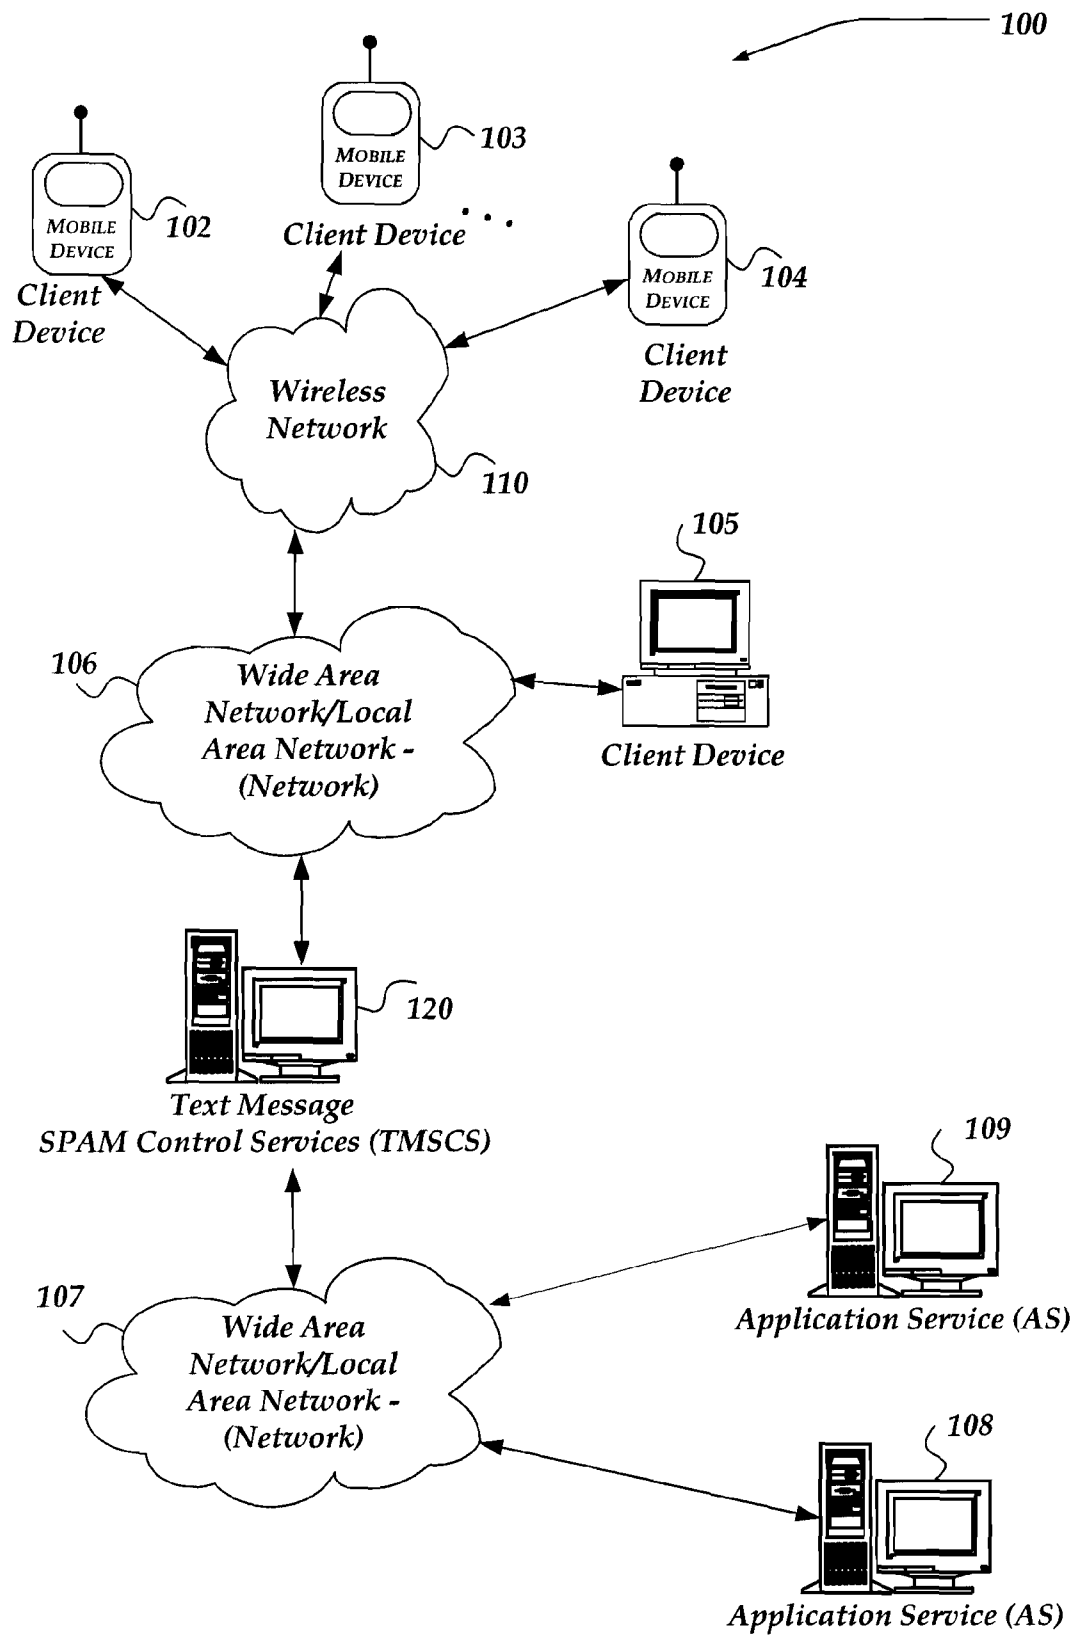 100
103
MOBILE
DEVICE
Client Device
. . .
102
MOBILE
DEVICE
Client
Device
104
MOBILE
DEVICE
Client
Device
Wireless
Network
110
105
Client Device
106
Wide Area
Network/Local
Area Network -
(Network)
120
Text Message
SPAM Control Services (TMSCS)
109
Application Service (AS)
107
Wide Area
Network/Local
Area Network -
(Network)
108
Application Service (AS)